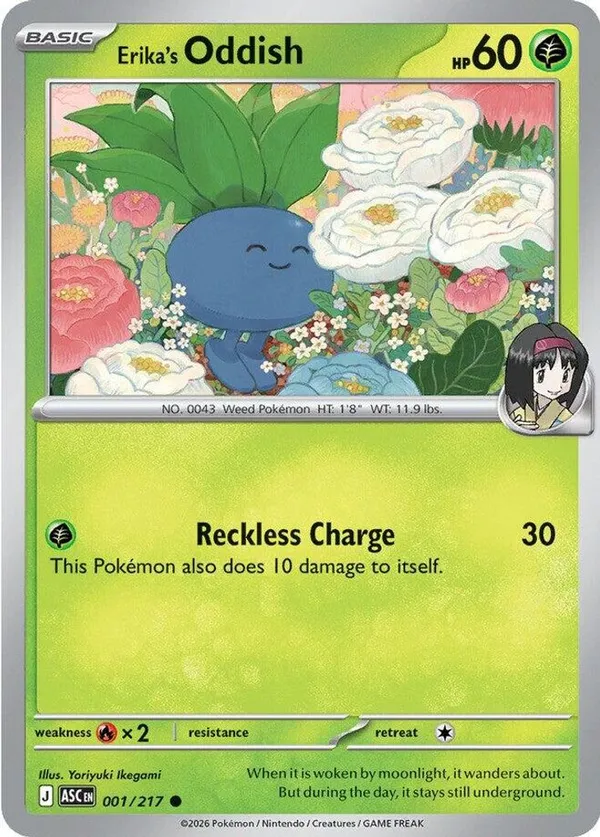 BASIC
Erika's Oddish HP 60
NO. 0043 Weed Pokémon HT: 1'8" WT: 11.9 lbs.
Reckless Charge 30
This Pokémon also does 10 damage to itself.
weakness ×2 resistance retreat
Illus. Yoriyuki Ikegami
When it is woken by moonlight, it wanders about.
But during the day, it stays still underground.
J ASC EN 001/217
©2026 Pokémon / Nintendo / Creatures / GAME FREAK